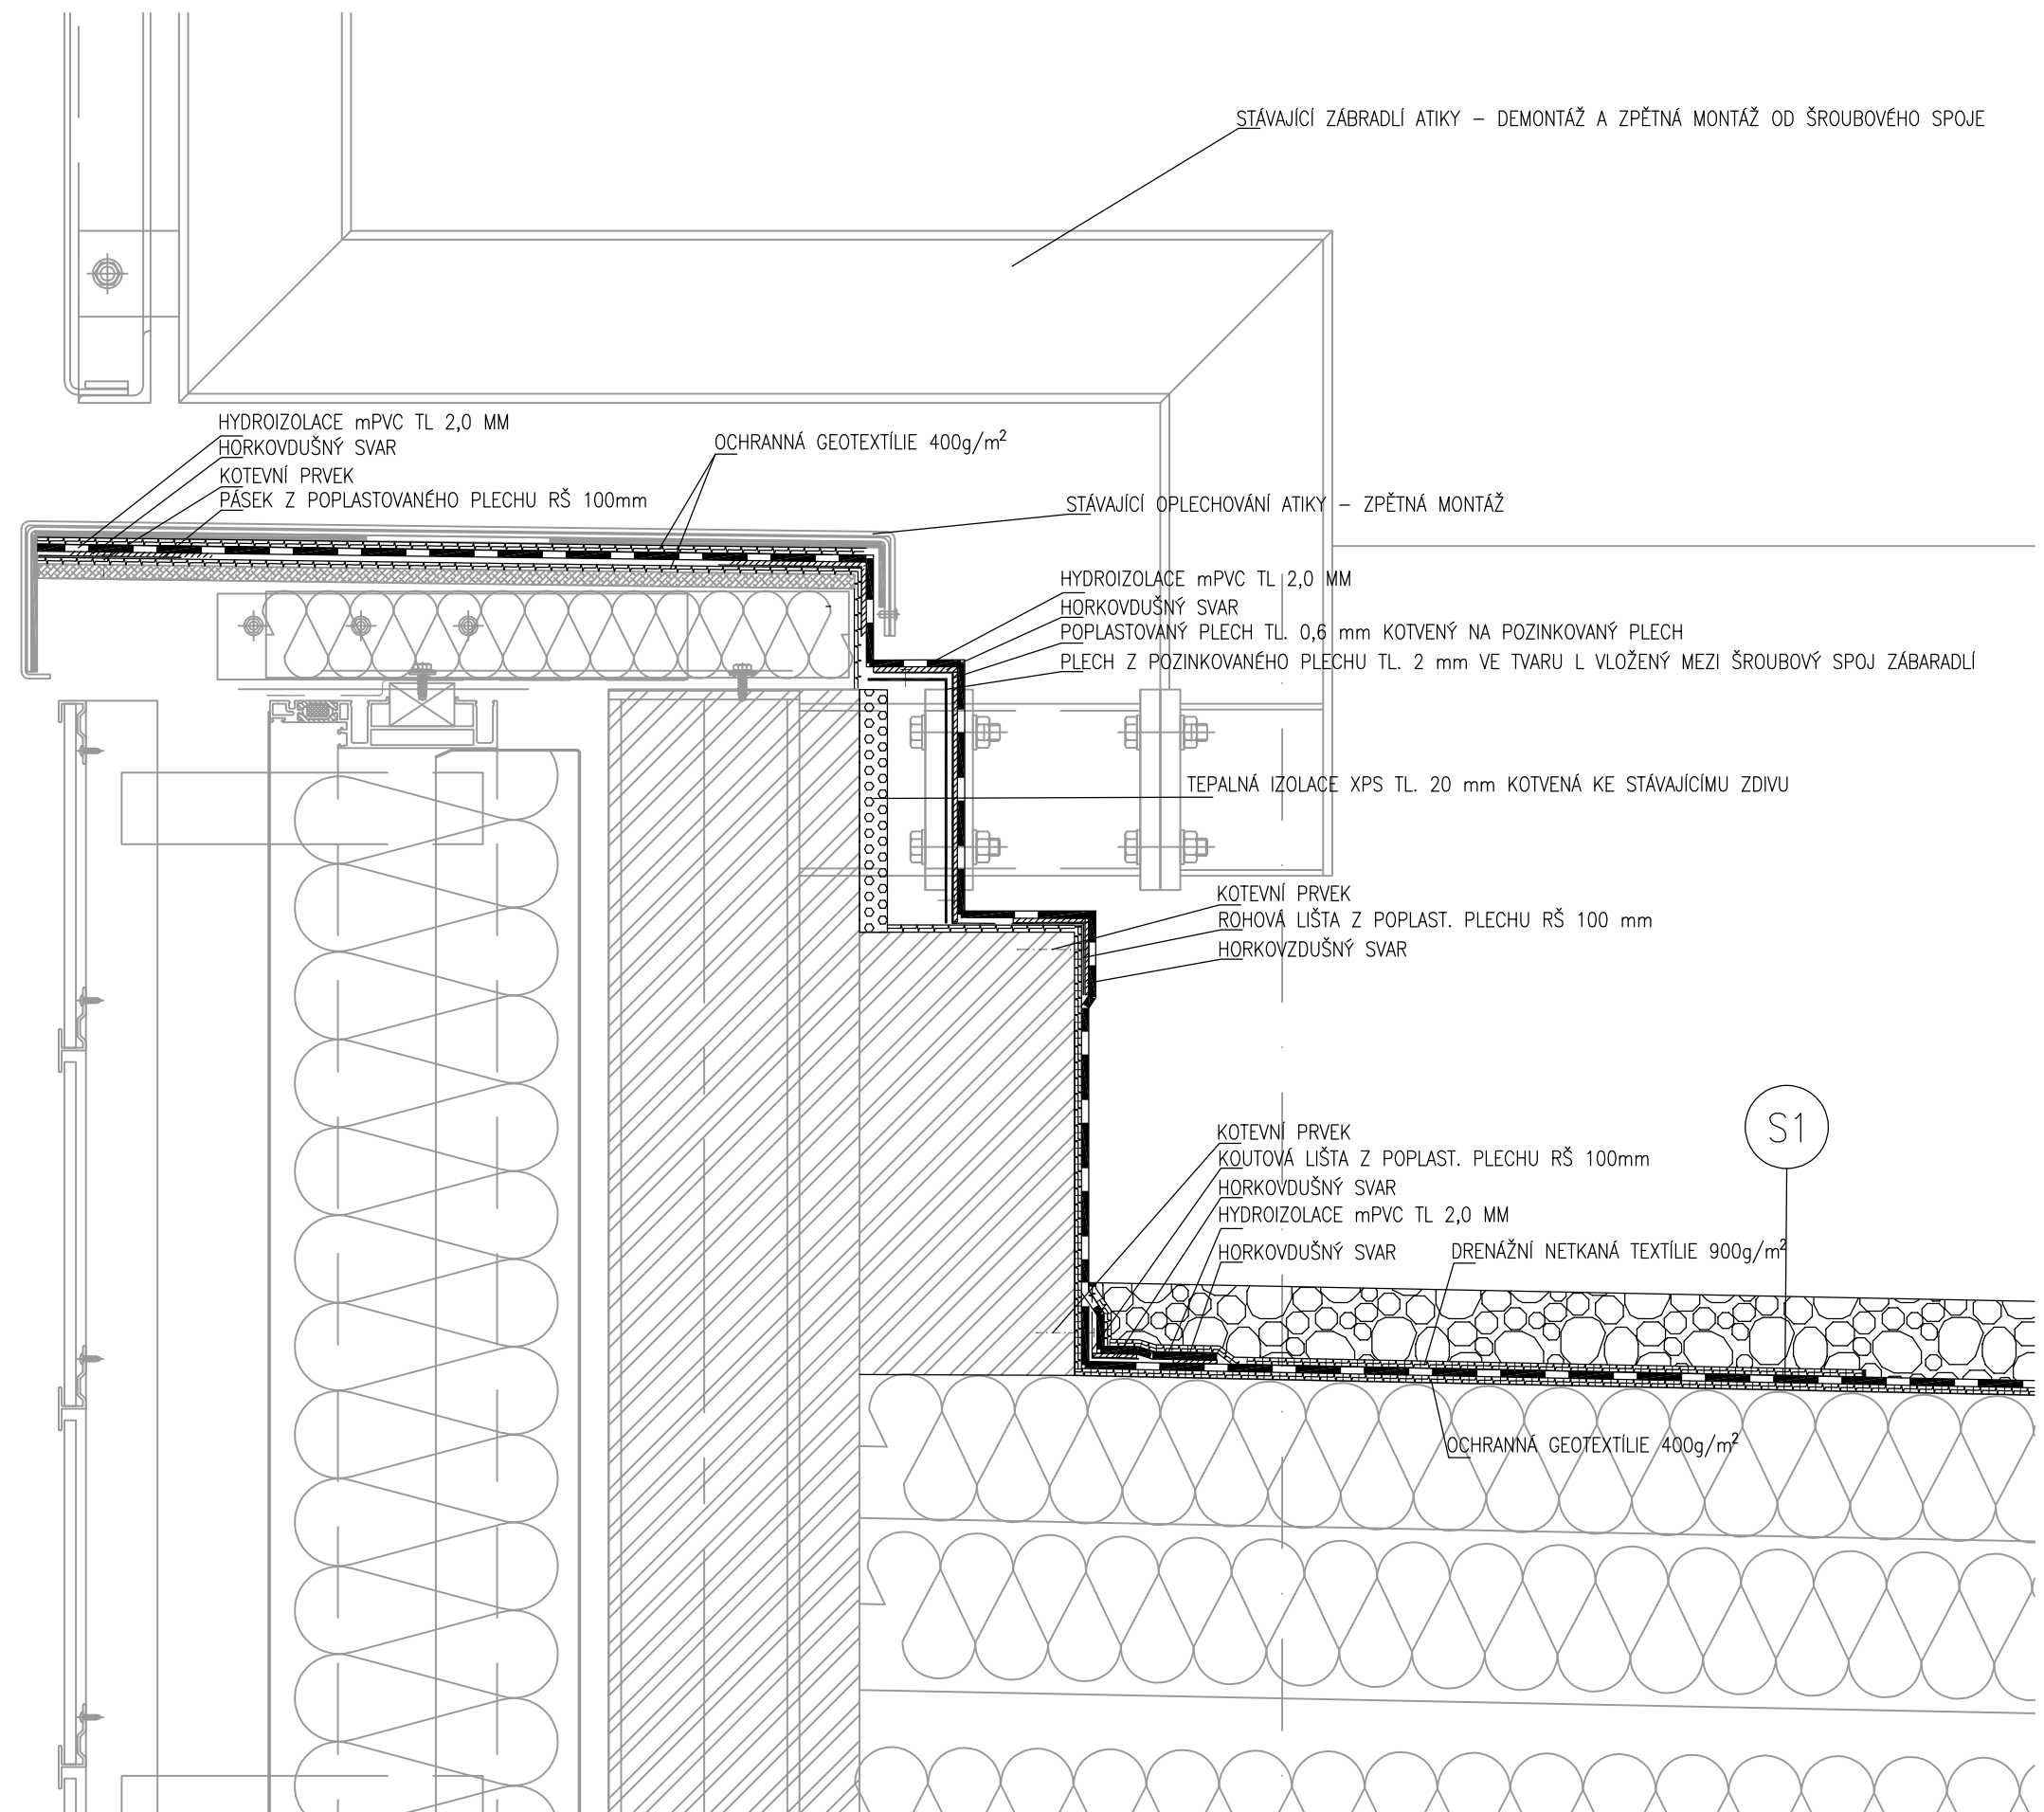 STÁVAJÍCÍ ZÁBRADLÍ ATIKY – DEMONTÁŽ A ZPĚTNÁ MONTÁŽ OD ŠROUBOVÉHO SPOJE
HYDROIZOLACE mPVC TL 2,0 MM
HORKOVDUŠNÝ SVAR
KOTEVNÍ PRVEK
PÁSEK Z POPLASTOVANÉHO PLECHU RŠ 100mm
OCHRANNÁ GEOTEXTÍLIE 400g/m²
STÁVAJÍCÍ OPLECHOVÁNÍ ATIKY – ZPĚTNÁ MONTÁŽ
HYDROIZOLACE mPVC TL 2,0 MM
HORKOVDUŠNÝ SVAR
POPLASTOVANÝ PLECH TL. 0,6 mm KOTVENÝ NA POZINKOVANÝ PLECH
PLECH Z POZINKOVANÉHO PLECHU TL. 2 mm VE TVARU L VLOŽENÝ MEZI ŠROUBOVÝ SPOJ ZÁBARADLÍ
TEPALNÁ IZOLACE XPS TL. 20 mm KOTVENÁ KE STÁVAJÍCÍMU ZDIVU
KOTEVNÍ PRVEK
ROHOVÁ LIŠTA Z POPLAST. PLECHU RŠ 100 mm
HORKOVZDUŠNÝ SVAR
S1
KOTEVNÍ PRVEK
KOUTOVÁ LIŠTA Z POPLAST. PLECHU RŠ 100mm
HORKOVDUŠNÝ SVAR
HYDROIZOLACE mPVC TL 2,0 MM
HORKOVDUŠNÝ SVAR
DRENÁŽNÍ NETKANÁ TEXTÍLIE 900g/m²
OCHRANNÁ GEOTEXTÍLIE 400g/m²